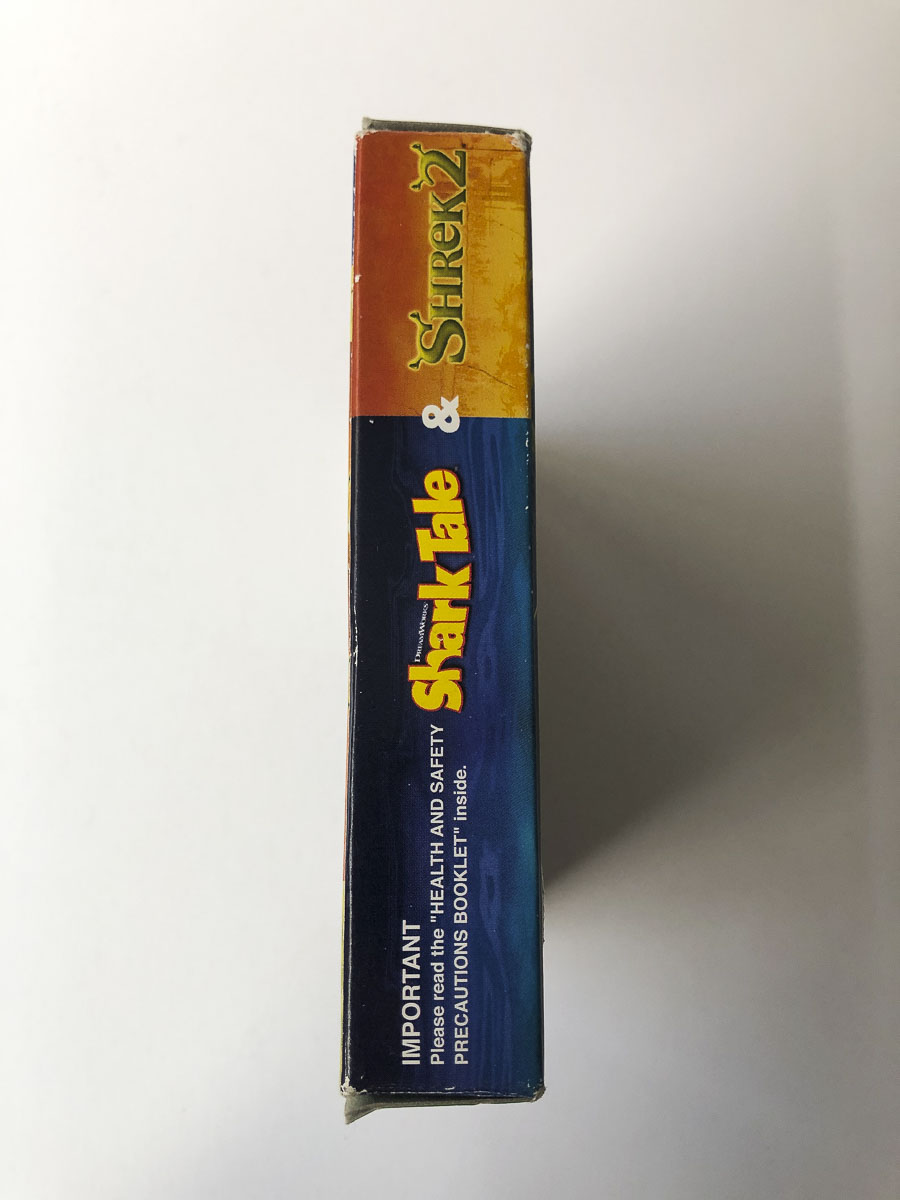 IMPORTANT
Please read the "HEALTH AND SAFETY
PRECAUTIONS BOOKLET" inside.
DREAMWORKS
Shark Tale
&
SHREK 2